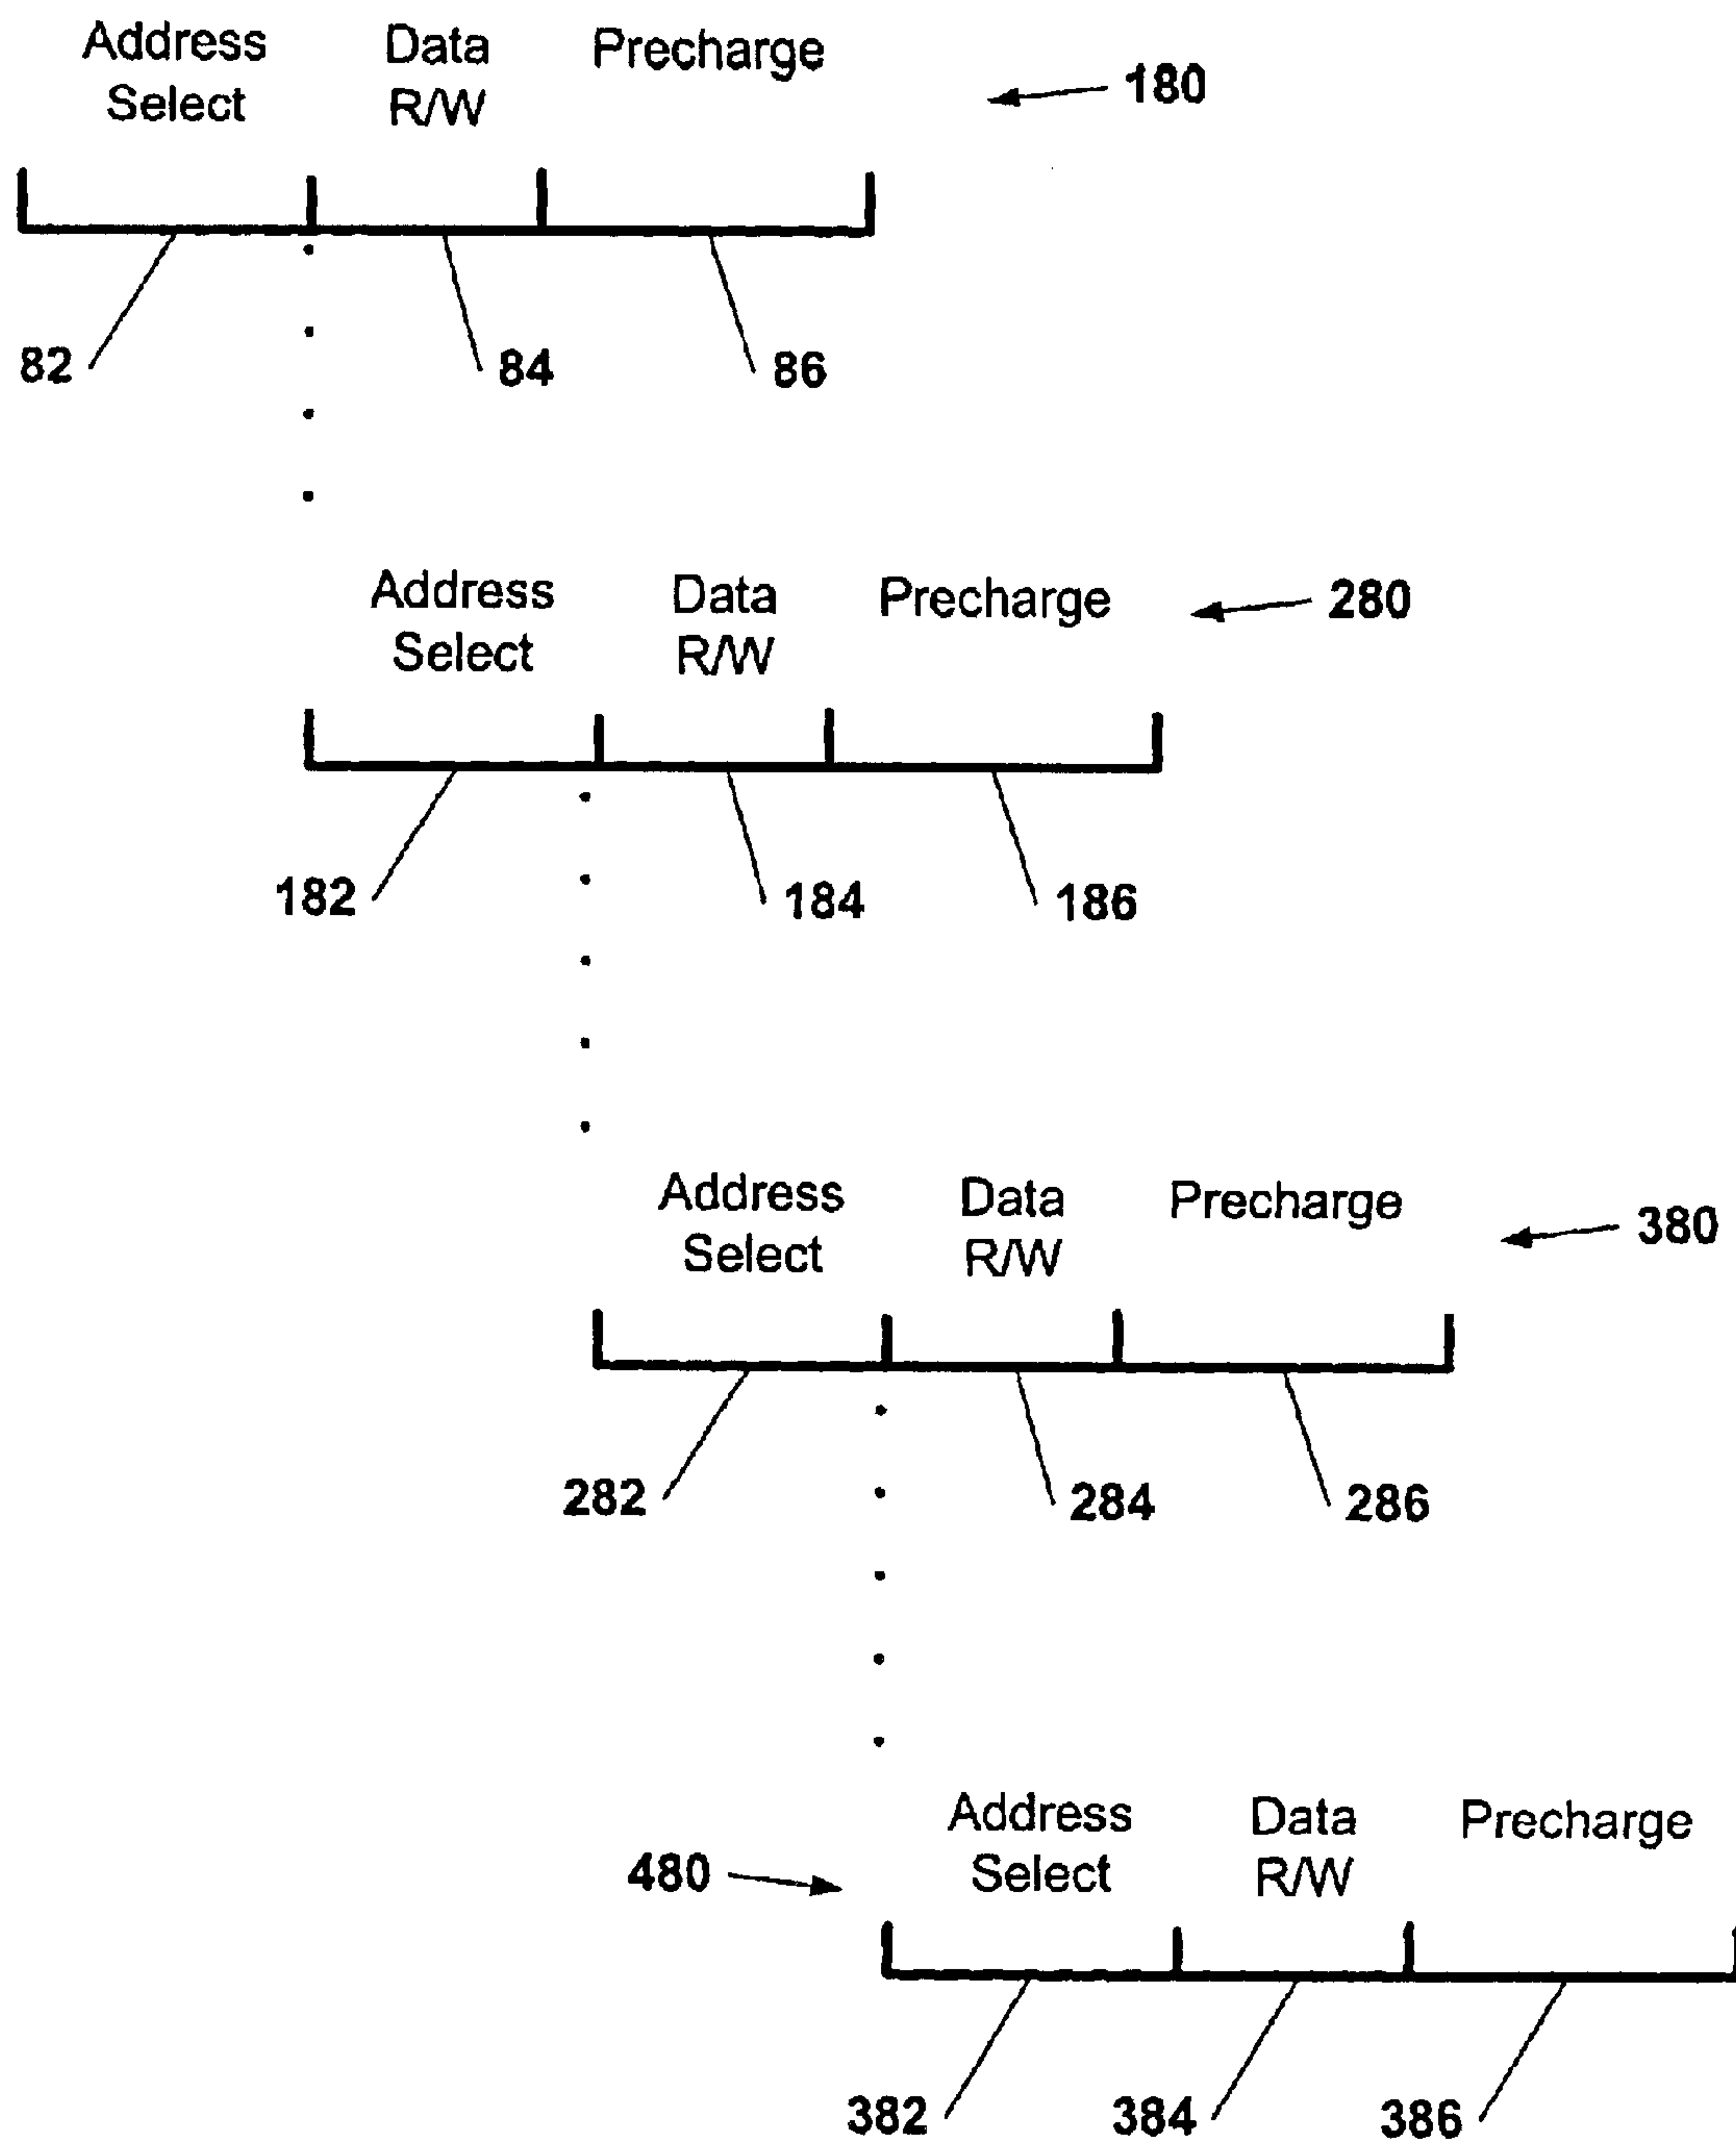 Address Select
Data R/W
Precharge
180
82
84
86
Address Select
Data R/W
Precharge
280
182
184
186
Address Select
Data R/W
Precharge
380
282
284
286
480
Address Select
Data R/W
Precharge
382
384
386